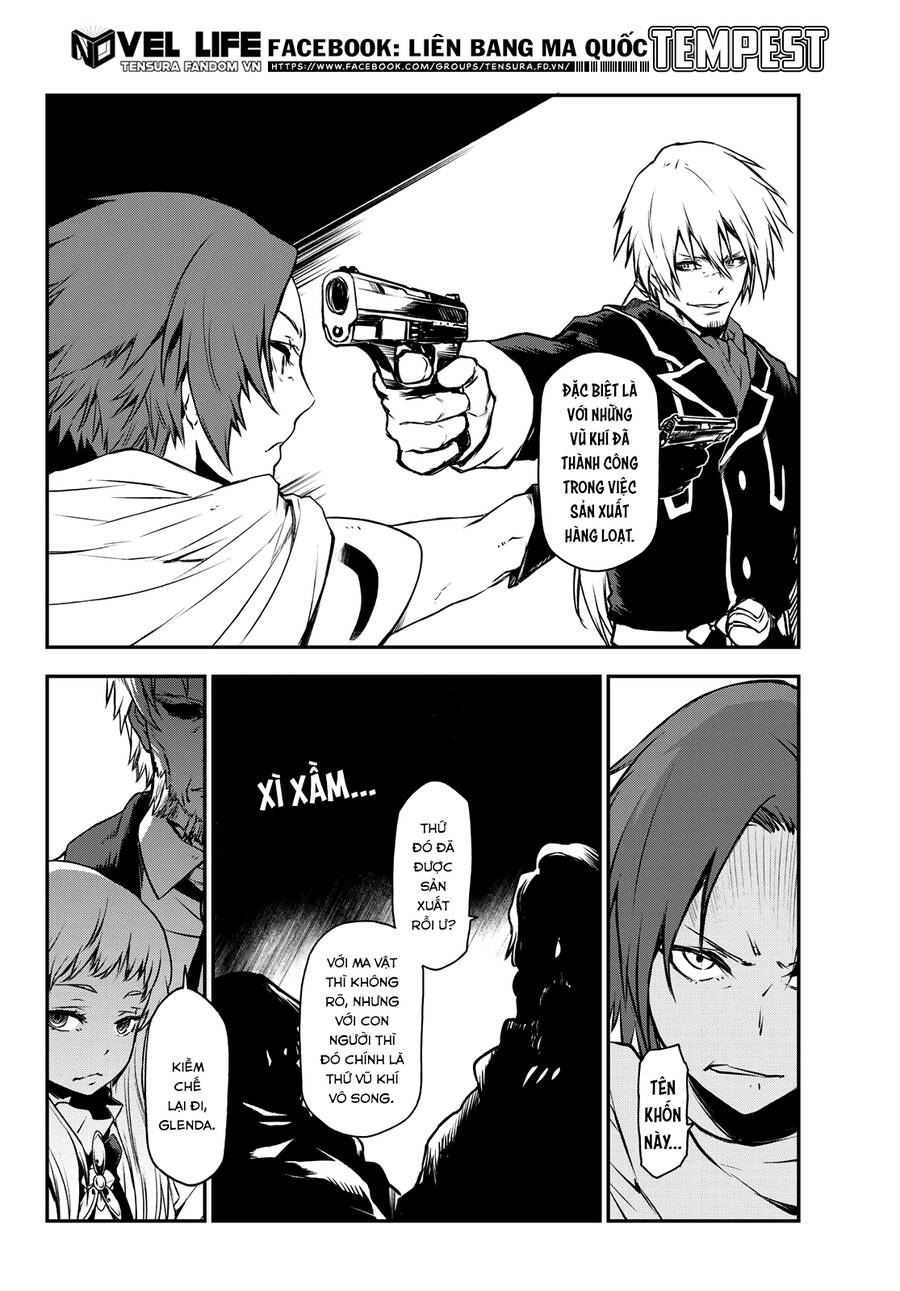 NOVEL LIFE
TENSURA FANDOM VN
FACEBOOK: LIÊN BANG MA QUỐC
HTTPS://WWW.FACEBOOK.COM/GROUPS/TENSURA.FD.VN/
TEMPEST
ĐẶC BIỆT LÀ
VỚI NHỮNG
VŨ KHÍ ĐÃ
THÀNH CÔNG
TRONG VIỆC
SẢN XUẤT
HÀNG LOẠT.
TÊN
KHỐN
NÀY...
XÌ XẦM...
THỨ
ĐÓ ĐÃ
ĐƯỢC
SẢN
XUẤT
RỒI Ư?
VỚI MA VẬT
THÌ KHÔNG
RÕ, NHƯNG
VỚI CON
NGƯỜI THÌ
ĐÓ CHÍNH LÀ
THỨ VŨ KHÍ
VÔ SONG.
KIỀM
CHẾ
LẠI ĐI,
GLENDA.